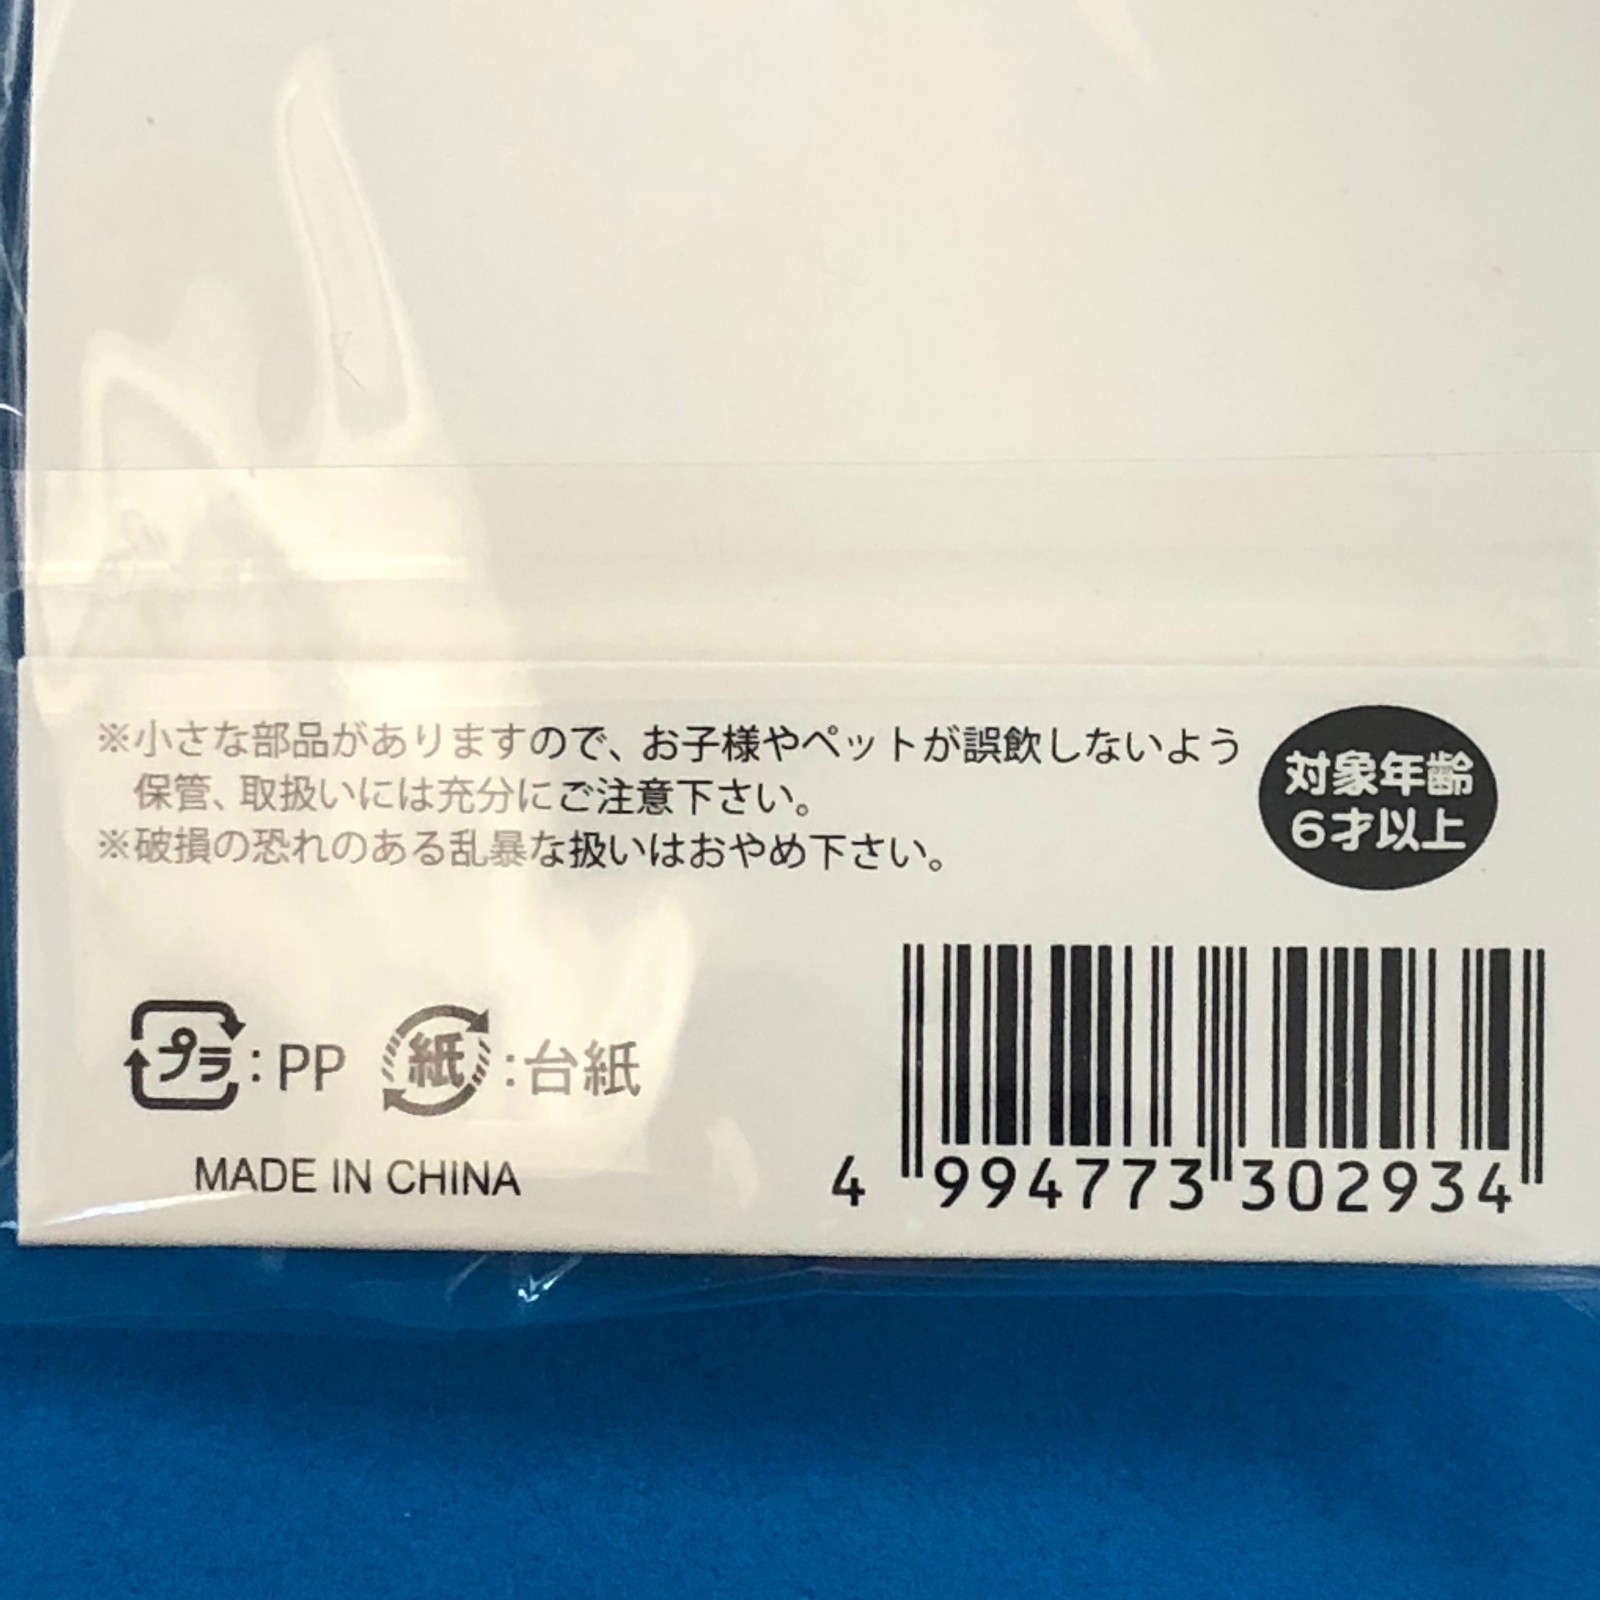 ※小さな部品がありますので、お子様やペットが誤飲しないよう
保管、取扱いには充分にご注意下さい。
※破損の恐れのある乱暴な扱いはおやめ下さい。
対象年齢
6才以上
プラ:PP 紙:台紙
MADE IN CHINA
4 994773 302934